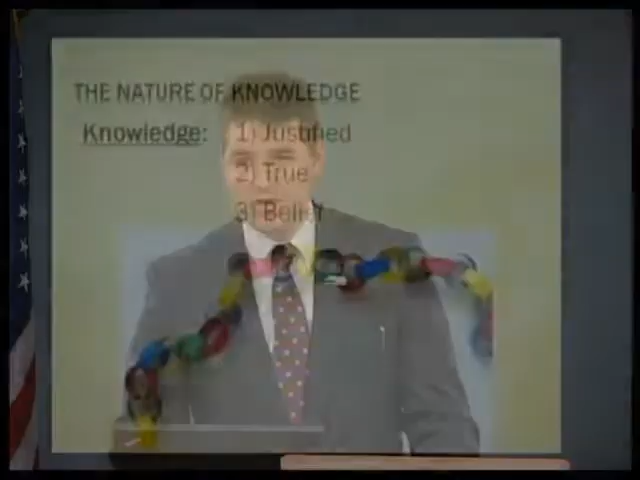 THE NATURE OF KNOWLEDGE
Knowledge: 1) Justified
2) True
3) Belief